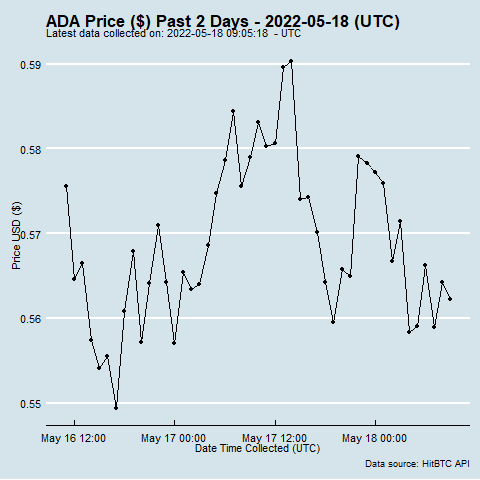 ADA Price ($) Past 2 Days - 2022-05-18 (UTC)
Latest data collected on: 2022-05-18 09:05:18 - UTC
0.59
0.58
0.57
0.56
0.55
Price USD ($)
May 16 12:00
May 17 00:00
May 17 12:00
May 18 00:00
Date Time Collected (UTC)
Data source: HitBTC API